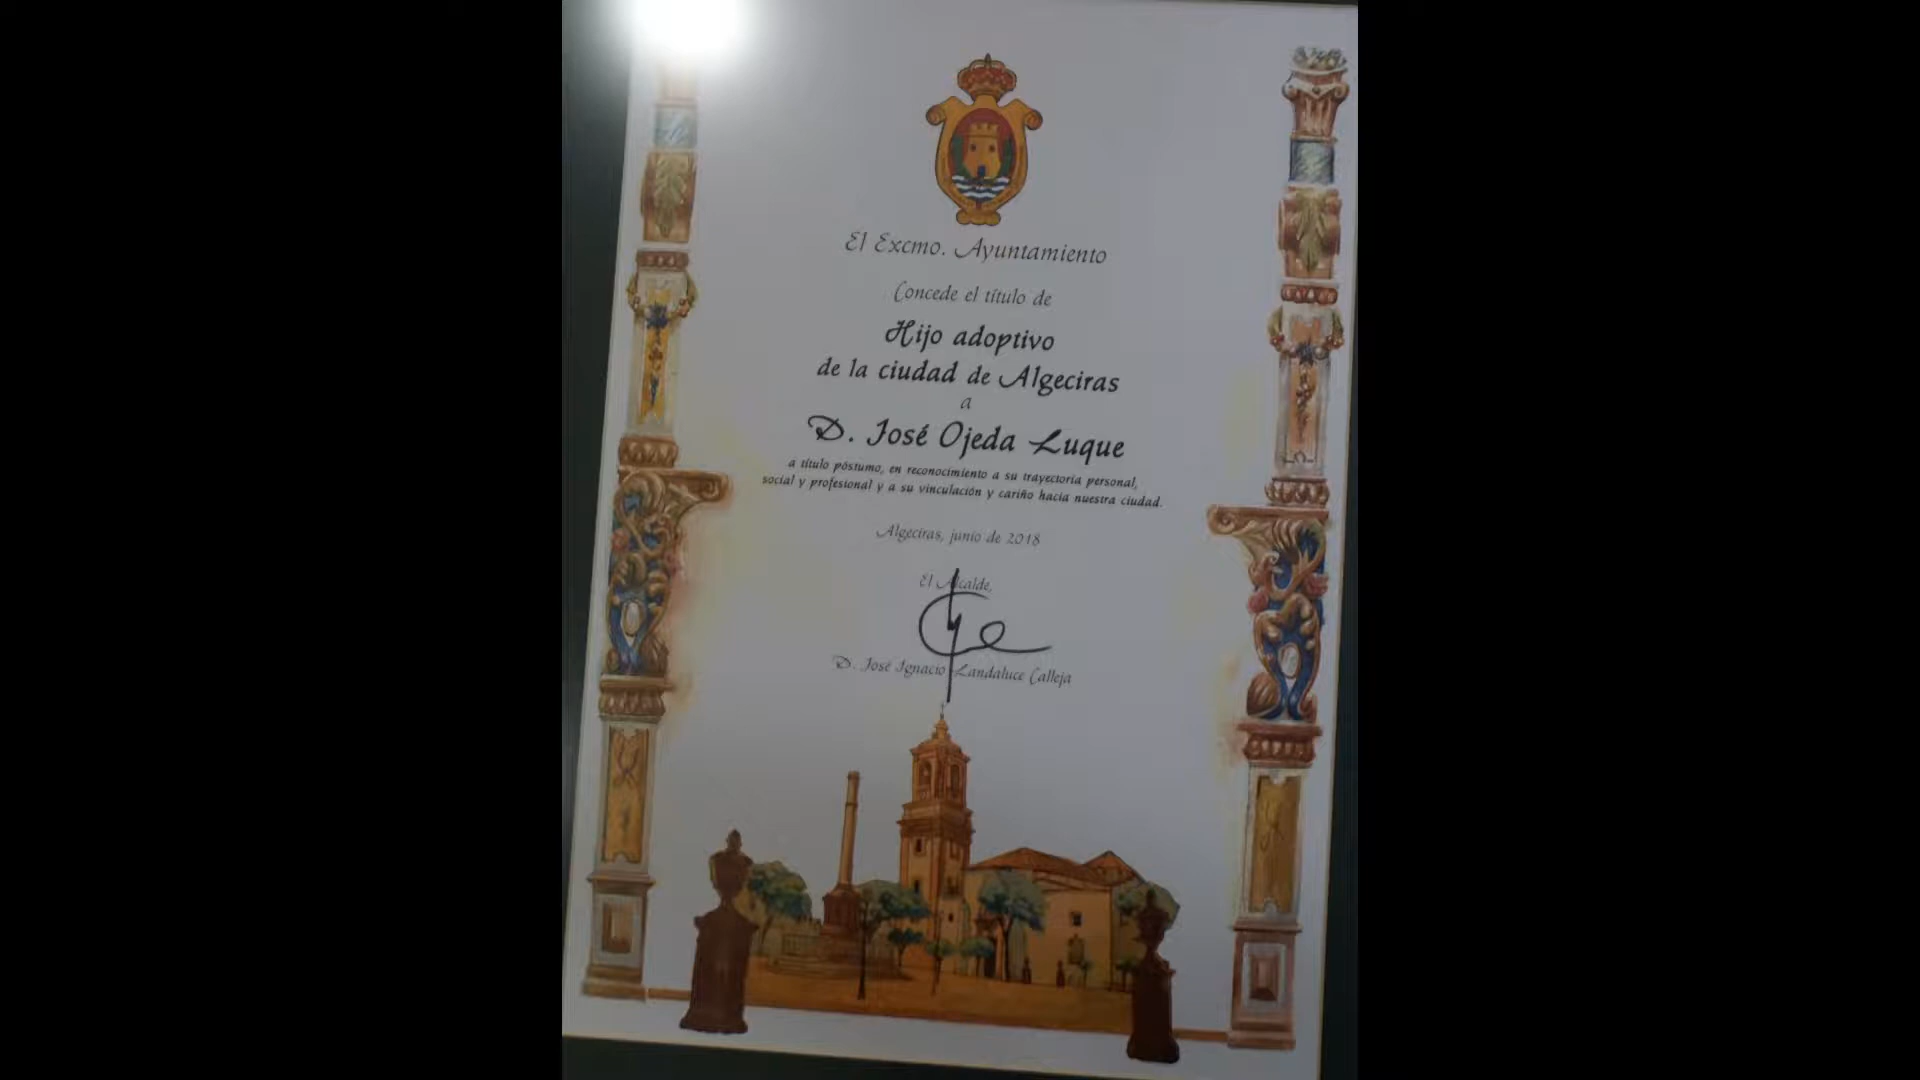 El Excmo. Ayuntamiento
Concede el título de
Hijo adoptivo
de la ciudad de Algeciras
a
D. José Ojeda Luque
a título póstumo, en reconocimiento a su trayectoria personal,
social y profesional y a su vinculación y cariño hacia nuestra ciudad.
Algeciras, junio de 2018
El Alcalde,
D. José Ignacio Landaluce Calleja